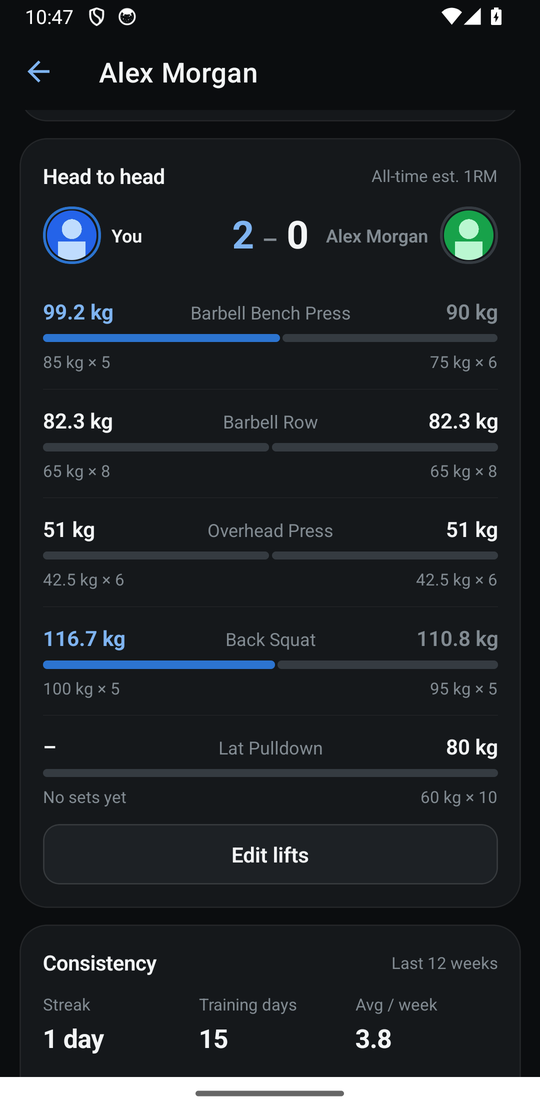 10:47
Alex Morgan
Head to head
All-time est. 1RM
You
2 – 0
Alex Morgan
99.2 kg
Barbell Bench Press
90 kg
85 kg × 5
75 kg × 6
82.3 kg
Barbell Row
82.3 kg
65 kg × 8
65 kg × 8
51 kg
Overhead Press
51 kg
42.5 kg × 6
42.5 kg × 6
116.7 kg
Back Squat
110.8 kg
100 kg × 5
95 kg × 5
–
Lat Pulldown
80 kg
No sets yet
60 kg × 10
Edit lifts
Consistency
Last 12 weeks
Streak
Training days
Avg / week
1 day
15
3.8